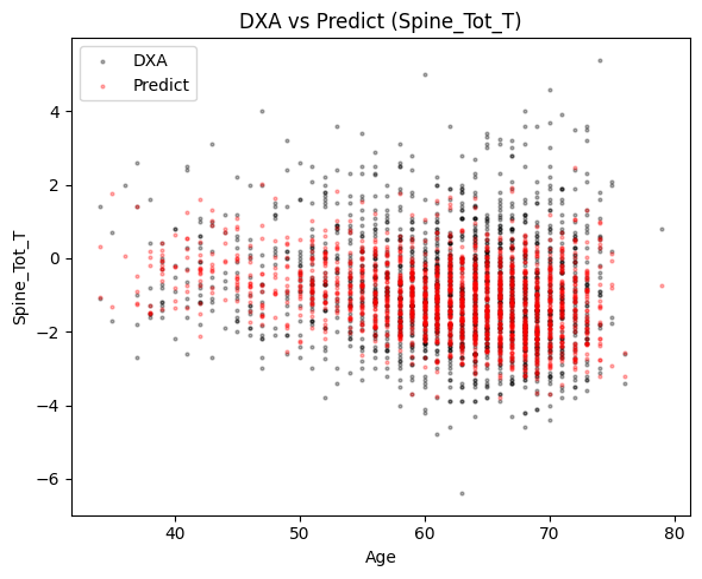 DXA vs Predict (Spine_Tot_T)
DXA
Predict
4
2
0
−2
−4
−6
Spine_Tot_T
40
50
60
70
80
Age